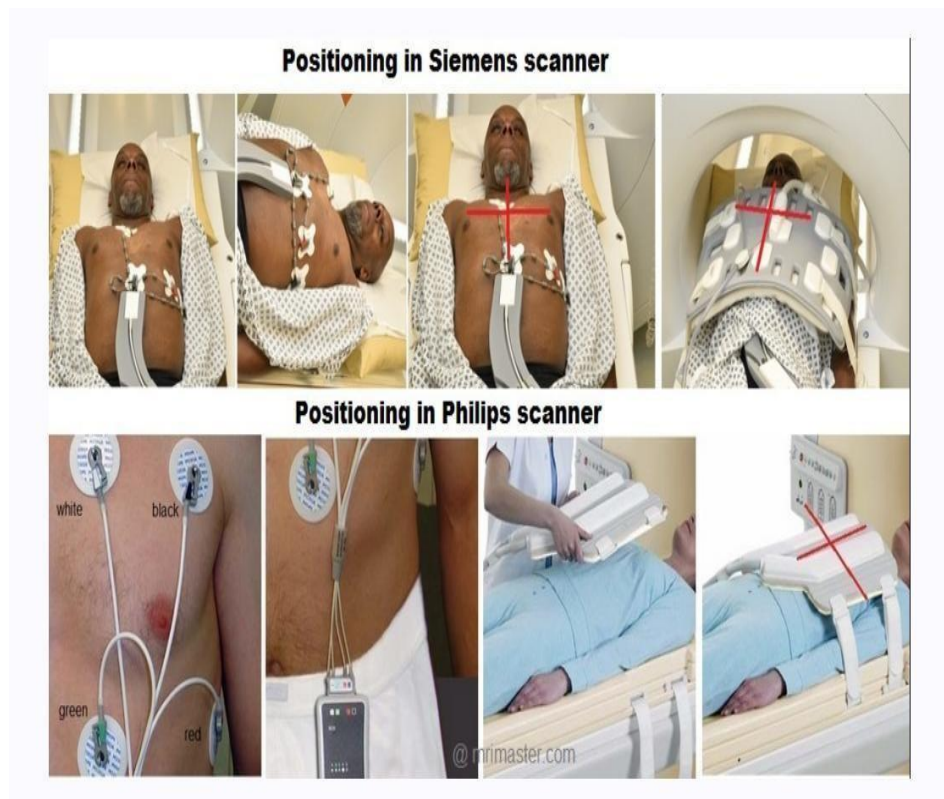 Positioning in Siemens scanner
Positioning in Philips scanner
white
black
green
red
@ mrimaster.com